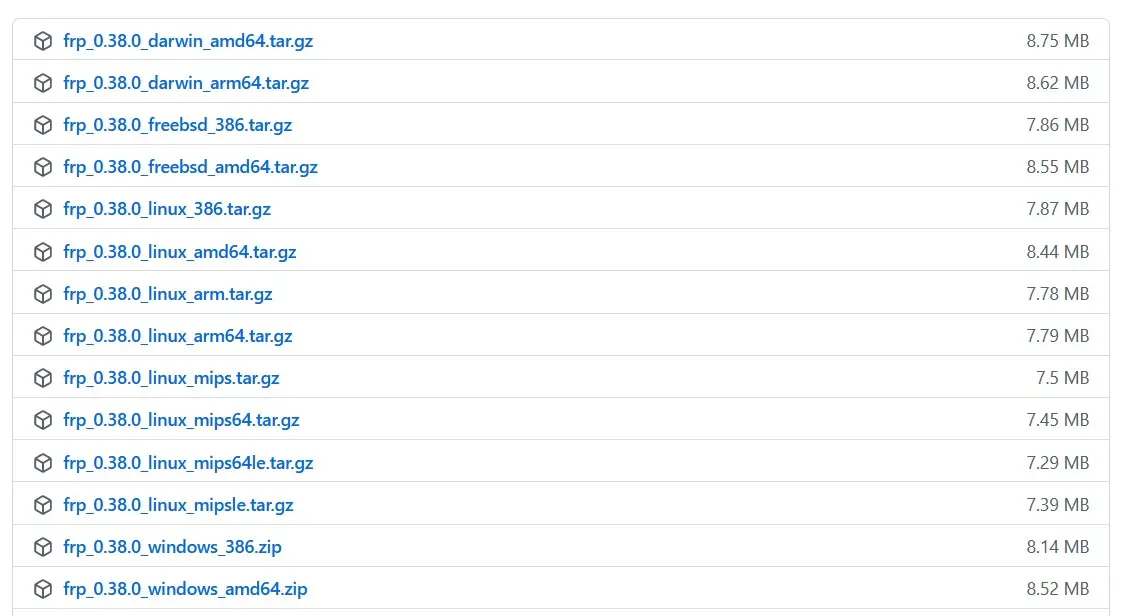 frp_0.38.0_darwin_amd64.tar.gz 8.75 MB
frp_0.38.0_darwin_arm64.tar.gz 8.62 MB
frp_0.38.0_freebsd_386.tar.gz 7.86 MB
frp_0.38.0_freebsd_amd64.tar.gz 8.55 MB
frp_0.38.0_linux_386.tar.gz 7.87 MB
frp_0.38.0_linux_amd64.tar.gz 8.44 MB
frp_0.38.0_linux_arm.tar.gz 7.78 MB
frp_0.38.0_linux_arm64.tar.gz 7.79 MB
frp_0.38.0_linux_mips.tar.gz 7.5 MB
frp_0.38.0_linux_mips64.tar.gz 7.45 MB
frp_0.38.0_linux_mips64le.tar.gz 7.29 MB
frp_0.38.0_linux_mipsle.tar.gz 7.39 MB
frp_0.38.0_windows_386.zip 8.14 MB
frp_0.38.0_windows_amd64.zip 8.52 MB